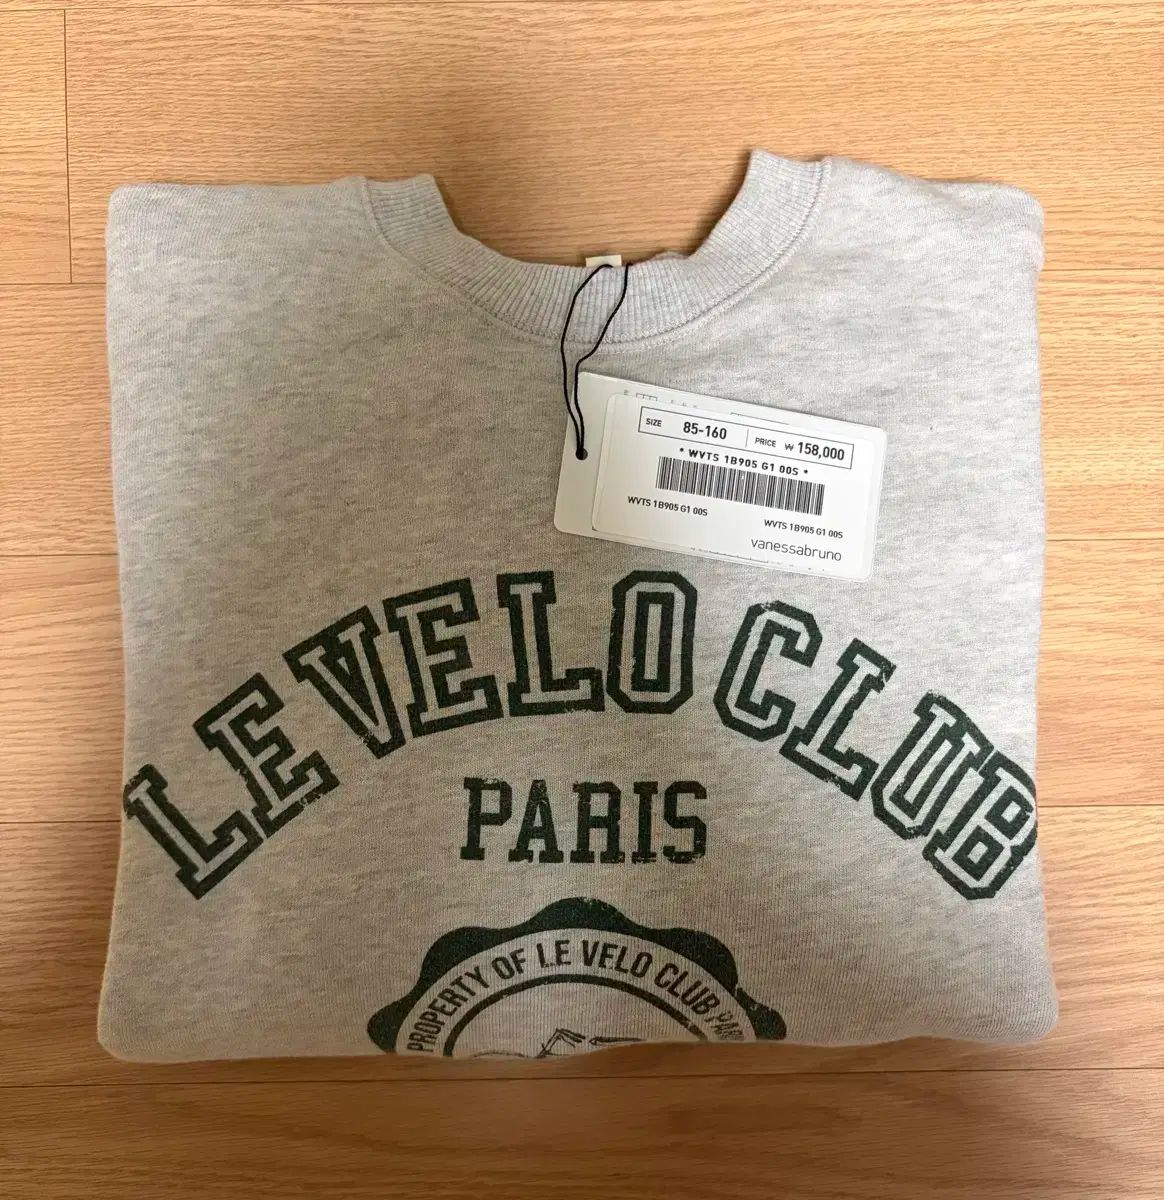 SIZE 85-160 PRICE ₩ 158,000
* WVTS 1B905 G1 00S *
WVTS 1B905 G1 00S
WVTS 1B905 G1 00S
vanessabruno
LE VELO CLUB
PARIS
PROPERTY OF LE VELO CLUB PARI